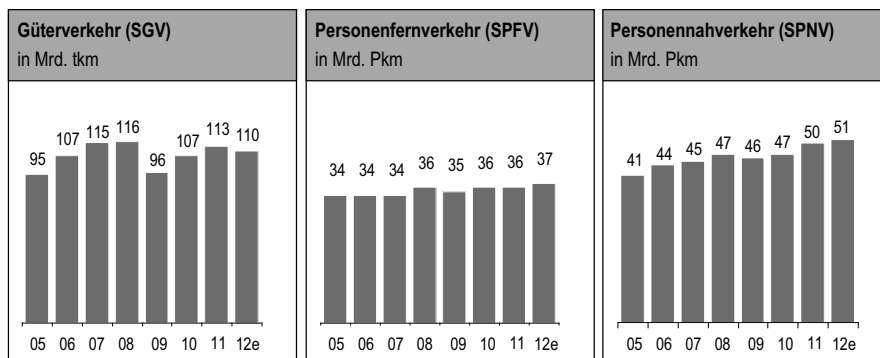 Güterverkehr (SGV)
in Mrd. tkm
95 107 115 116 96 107 113 110
05 06 07 08 09 10 11 12e
Personenfernverkehr (SPFV)
in Mrd. Pkm
34 34 34 36 35 36 36 37
05 06 07 08 09 10 11 12e
Personennahverkehr (SPNV)
in Mrd. Pkm
41 44 45 47 46 47 50 51
05 06 07 08 09 10 11 12e